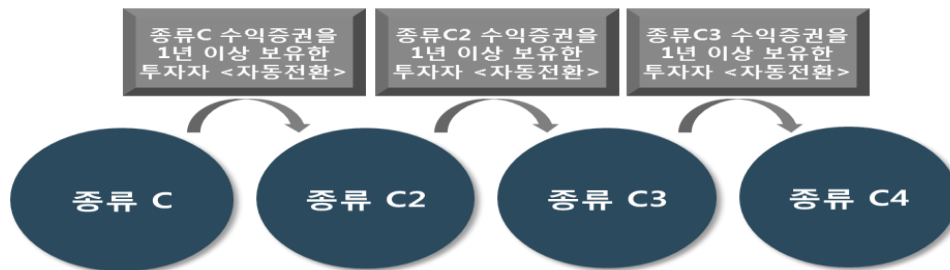 종류C 수익증권을
1년 이상 보유한
투자자 <자동전환>
종류C2 수익증권을
1년 이상 보유한
투자자 <자동전환>
종류C3 수익증권을
1년 이상 보유한
투자자 <자동전환>
종류 C
종류 C2
종류 C3
종류 C4